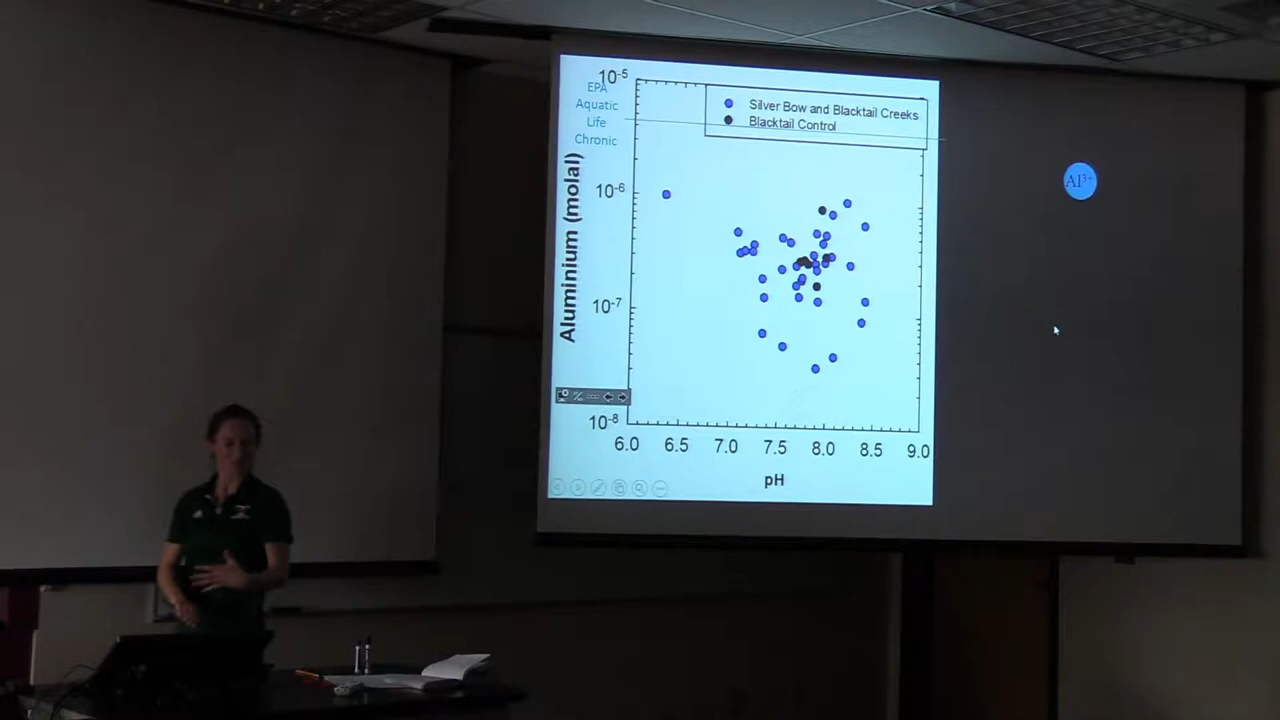 10-5
EPA
Aquatic
Life
Chronic
Silver Bow and Blacktail Creeks
Blacktail Control
Al3+
10-6
Aluminium (molal)
10-7
10-8
6.0 6.5 7.0 7.5 8.0 8.5 9.0
pH